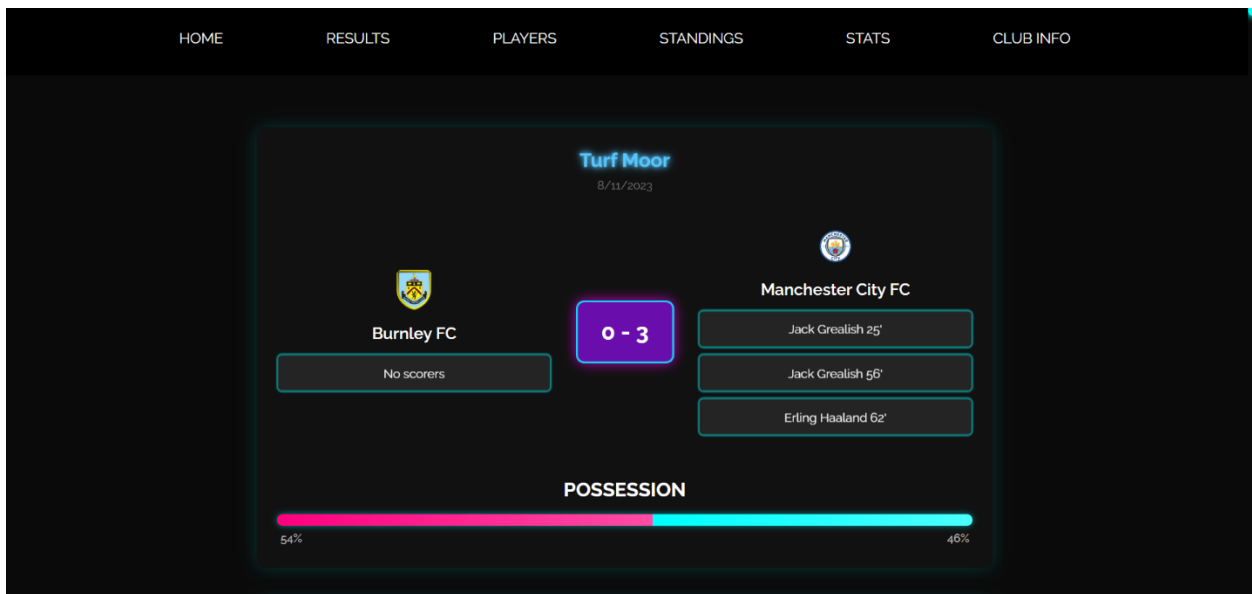 HOME RESULTS PLAYERS STANDINGS STATS CLUB INFO
Turf Moor
8/11/2023
Burnley FC
No scorers
0 - 3
Manchester City FC
Jack Grealish 25'
Jack Grealish 56'
Erling Haaland 62'
POSSESSION
54% 46%